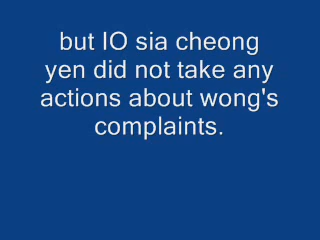 but IO sia cheong
yen did not take any
actions about wong's
complaints.